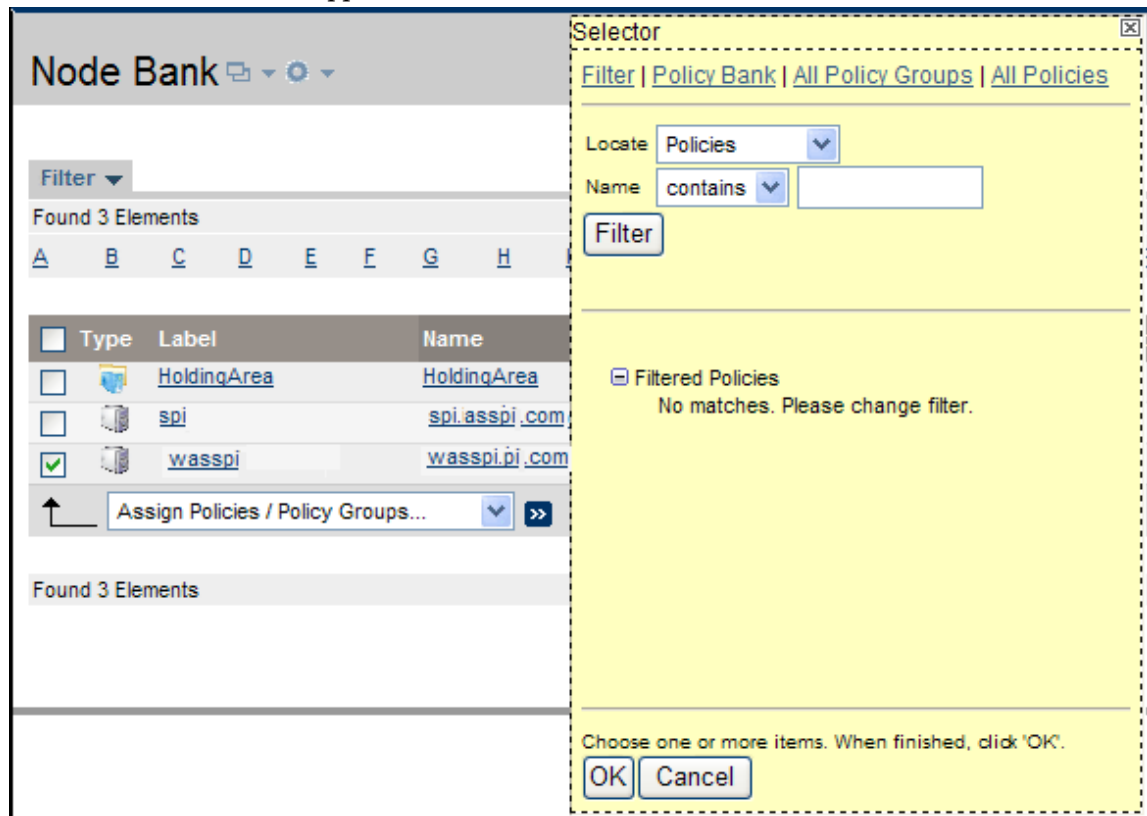 Node Bank
Filter
Found 3 Elements
A B C D E F G H
Type Label Name
HoldingArea HoldingArea
spi spi.asspi.com
wasspi wasspi.pi.com
Assign Policies / Policy Groups...
Found 3 Elements
Selector
Filter | Policy Bank | All Policy Groups | All Policies
Locate Policies
Name contains
Filter
Filtered Policies
No matches. Please change filter.
Choose one or more items. When finished, click 'OK'.
OK Cancel